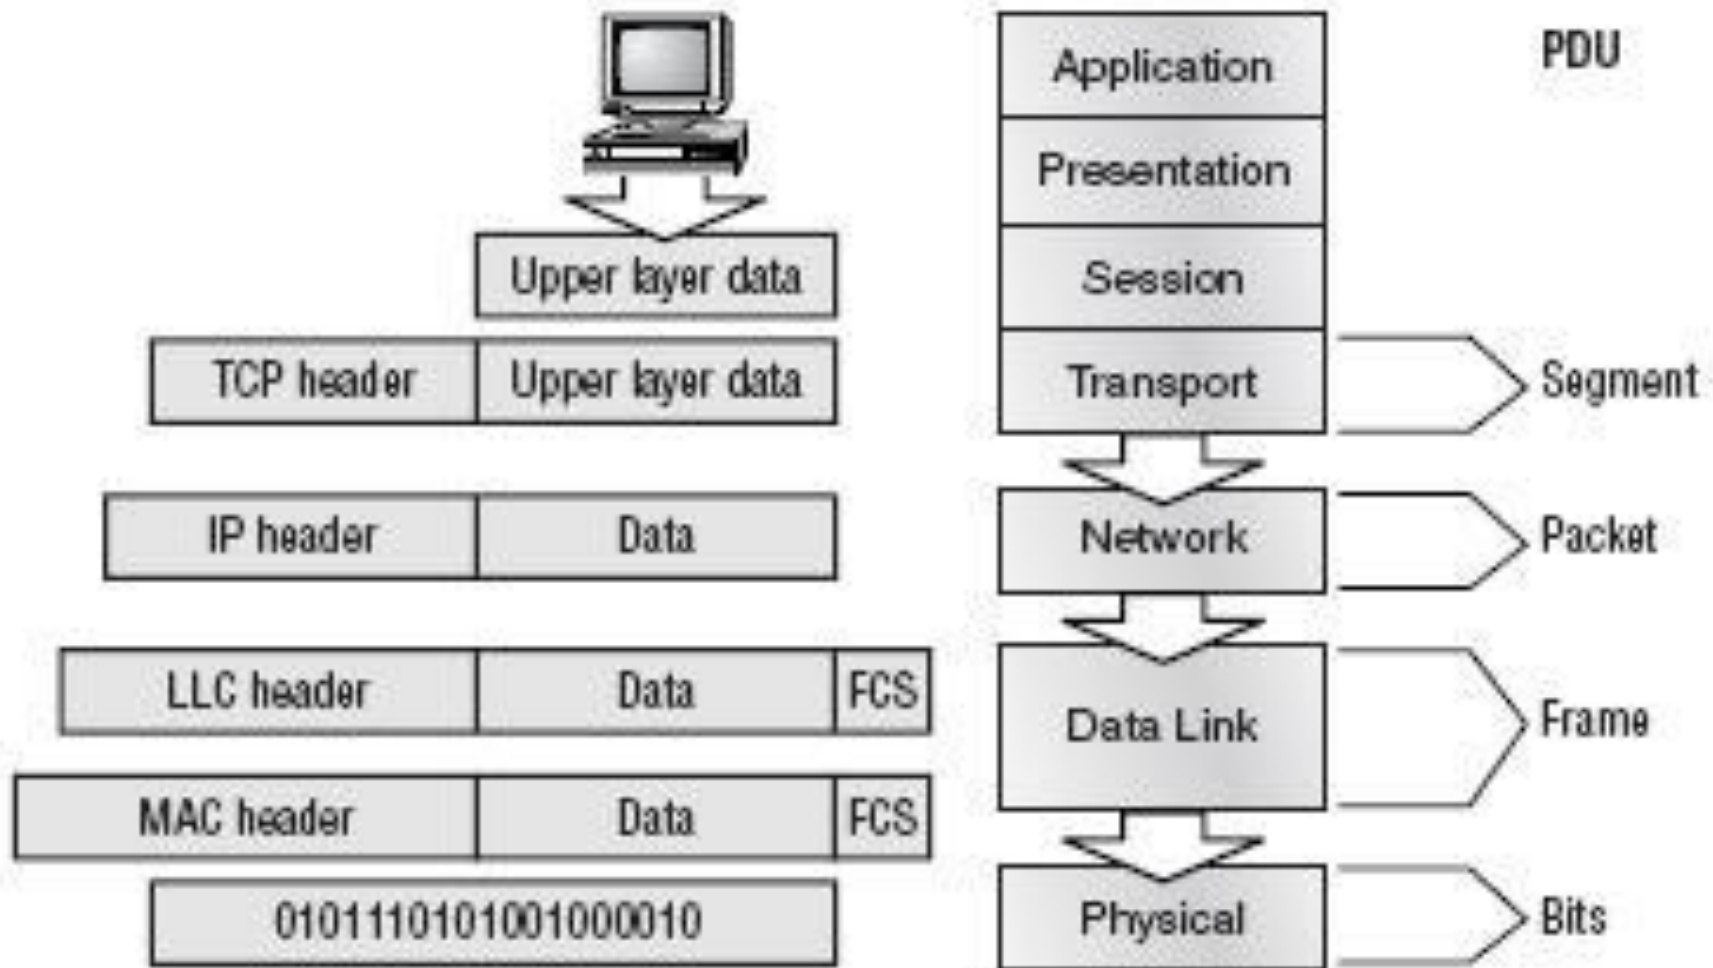 Application
PDU
Presentation
Upper layer data
Session
TCP header
Upper layer data
Transport
Segment
IP header
Data
Network
Packet
LLC header
Data
FCS
Data Link
Frame
MAC header
Data
FCS
0101110101001000010
Physical
Bits